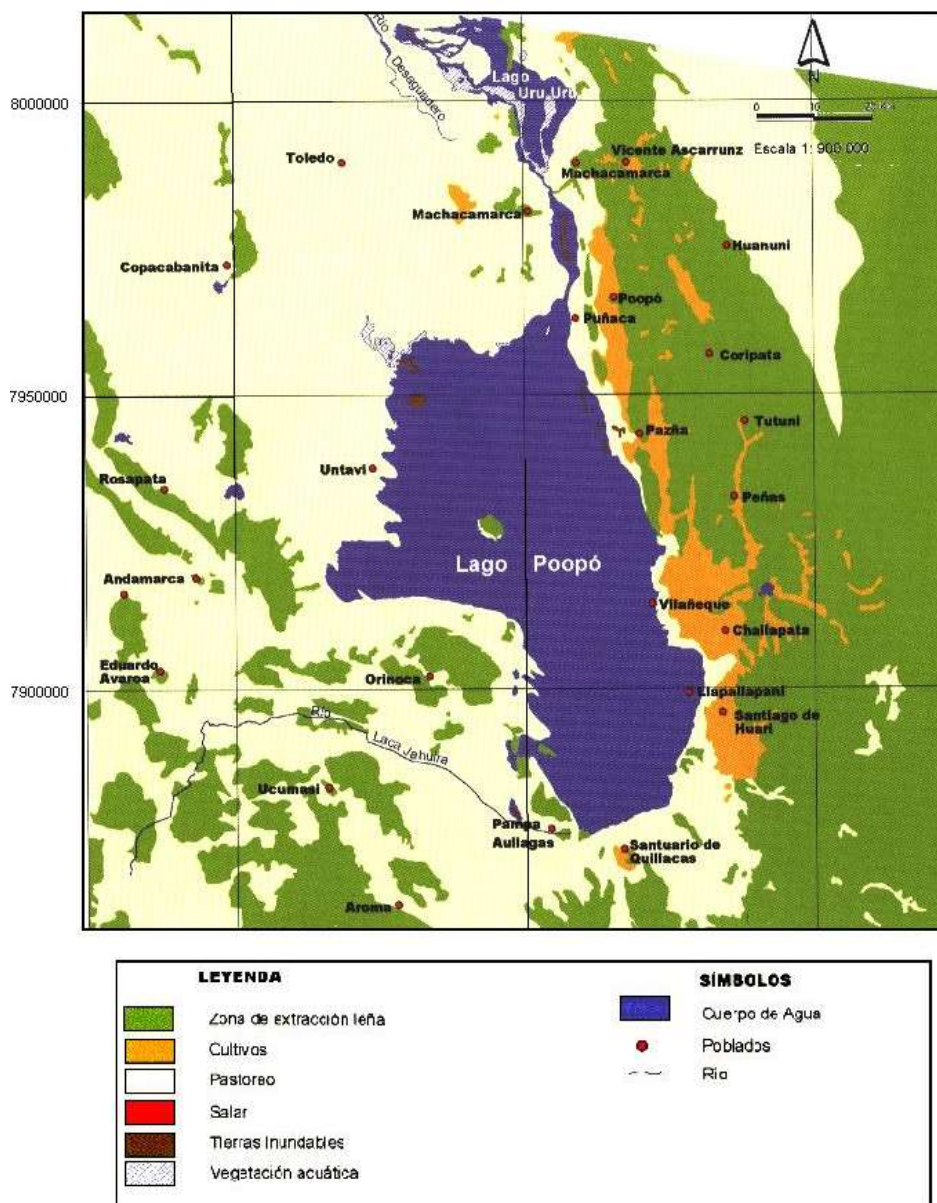 Río
Desaguadero
Lago
Uru Uru
N
8000000
0 10
Escala 1: 900.000
Toledo
Vicente Ascarrunz
Machacamarca
Machacamarca
Huanuni
Copacabanita
Poopó
Puñaca
Coripata
7950000
Tutuni
Pazña
Untavi
Rosapata
Peñas
Lago Poopó
Andamarca
Vilañeque
Challapata
Eduardo
Avaroa
Orinoca
7900000
Llapallapani
Santiago de
Huari
Río
Laca Jahuira
Ucumasi
Pampa
Aullagas
Santuario de
Quillacas
Aroma
LEYENDA
Zona de extracción leña
Cultivos
Pastoreo
Salar
Tierras Inundables
Vegetación acuática
SÍMBOLOS
Cuerpo de Agua
Poblados
Río